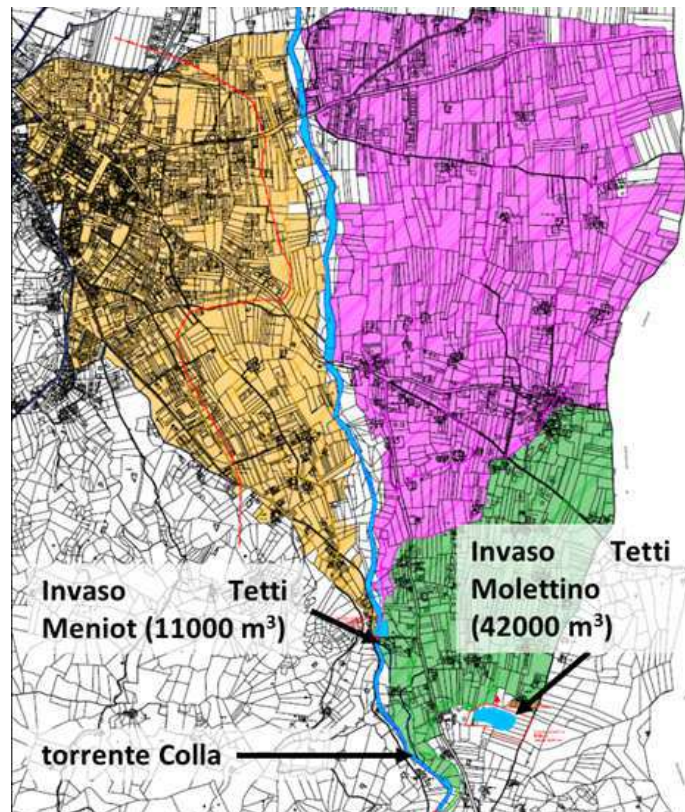 Invaso Tetti
Meniot (11000 m³)
Invaso Tetti
Molettino
(42000 m³)
torrente Colla